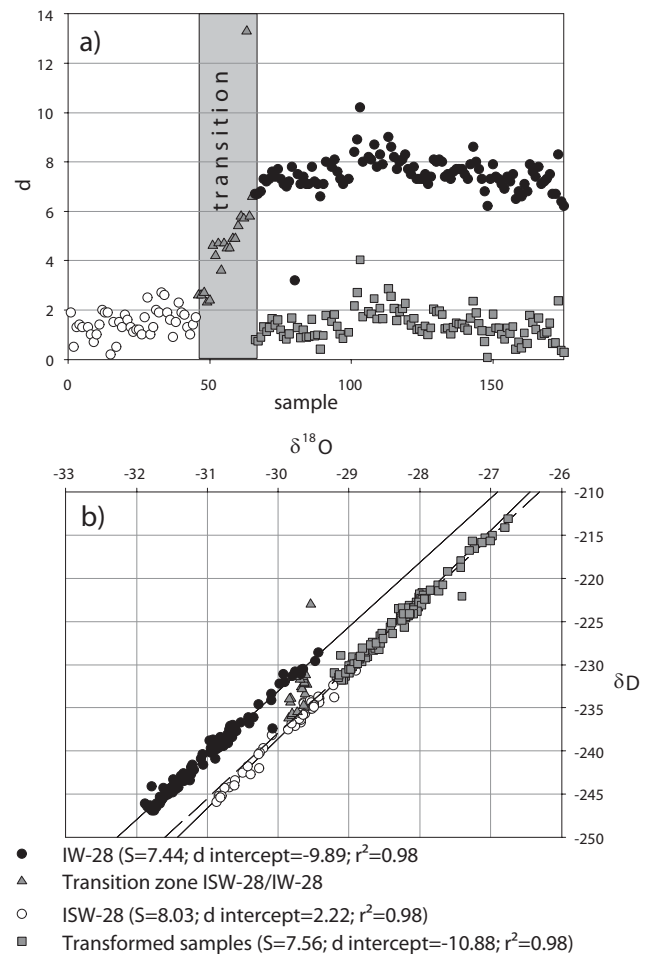 a)
14
12
10
8
6
4
2
0
d
transition
0 50 100 150
sample
δ18O
-33 -32 -31 -30 -29 -28 -27 -26
b)
-210
-215
-220
-225
-230
-235
-240
-245
-250
δD
IW-28 (S=7.44; d intercept=-9.89; r²=0.98
Transition zone ISW-28/IW-28
ISW-28 (S=8.03; d intercept=2.22; r²=0.98)
Transformed samples (S=7.56; d intercept=-10.88; r²=0.98)